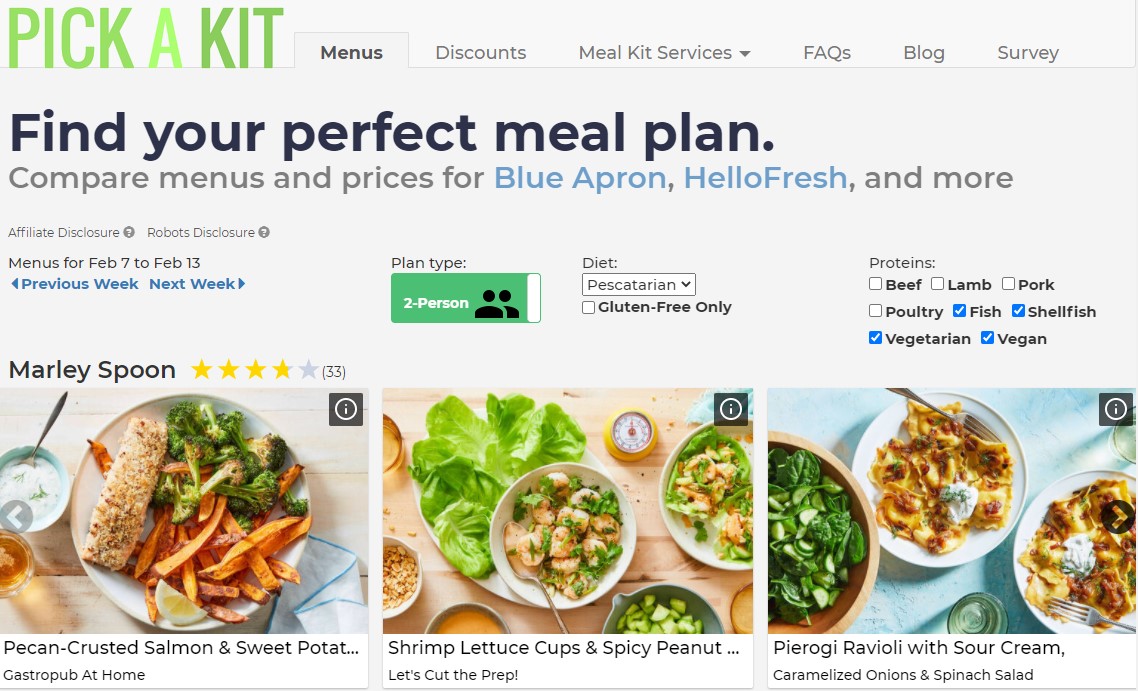 PICK A KIT
Menus
Discounts
Meal Kit Services
FAQs
Blog
Survey
Find your perfect meal plan.
Compare menus and prices for Blue Apron, HelloFresh, and more
Affiliate Disclosure
Robots Disclosure
Menus for Feb 7 to Feb 13
Previous Week
Next Week
Plan type:
2-Person
Diet:
Pescatarian
Gluten-Free Only
Proteins:
Beef
Lamb
Pork
Poultry
Fish
Shellfish
Vegetarian
Vegan
Marley Spoon
(33)
Pecan-Crusted Salmon & Sweet Potat...
Gastropub At Home
Shrimp Lettuce Cups & Spicy Peanut ...
Let's Cut the Prep!
Pierogi Ravioli with Sour Cream,
Caramelized Onions & Spinach Salad